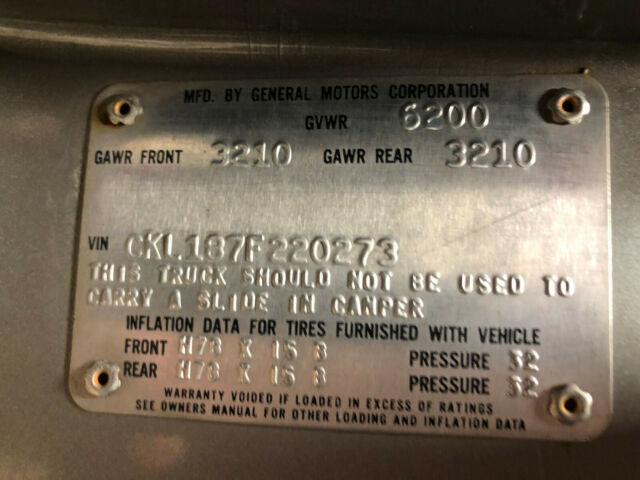 MFD. BY GENERAL MOTORS CORPORATION
GVWR 6200
GAWR FRONT 3210 GAWR REAR 3210
VIN CKL187F220273
THIS TRUCK SHOULD NOT BE USED TO
CARRY A SLIDE IN CAMPER
INFLATION DATA FOR TIRES FURNISHED WITH VEHICLE
FRONT H78 X 15 B PRESSURE 32
REAR H78 X 15 B PRESSURE 32
WARRANTY VOIDED IF LOADED IN EXCESS OF RATINGS
SEE OWNERS MANUAL FOR OTHER LOADING AND INFLATION DATA